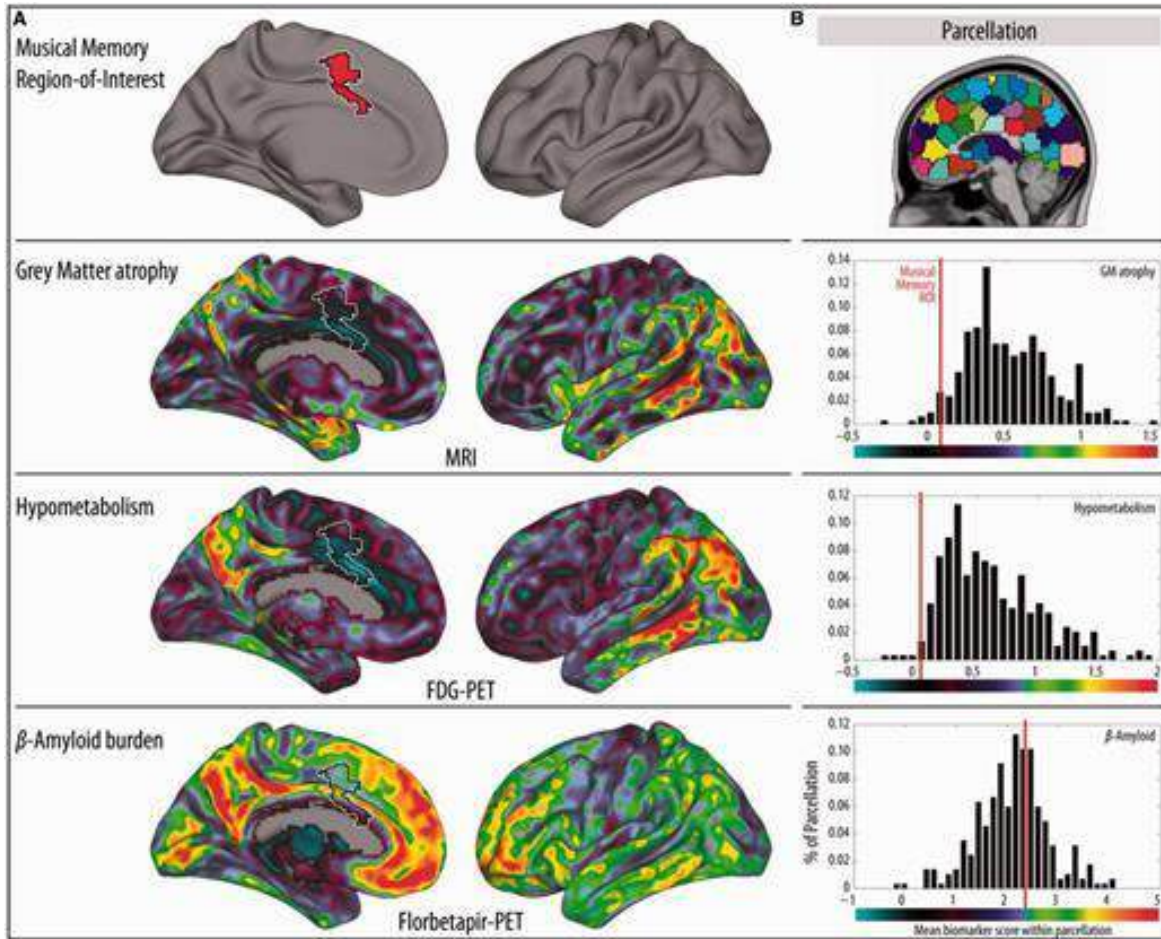 A
Musical Memory
Region-of-Interest
B
Parcellation
Grey Matter atrophy
MRI
Musical
Memory
ROI
GM atrophy
0.14
0.12
0.10
0.08
0.06
0.04
0.02
0
-0.5 0 0.5 1 1.5
Hypometabolism
FDG-PET
Hypometabolism
0.12
0.10
0.08
0.06
0.04
0.02
0
-0.5 0 0.5 1 1.5 2
β-Amyloid burden
Florbetapir-PET
β-Amyloid
% of Parcellation
0.12
0.10
0.08
0.06
0.04
0.02
0
-1 0 1 2 3 4 5
Mean biomarker score within parcellation